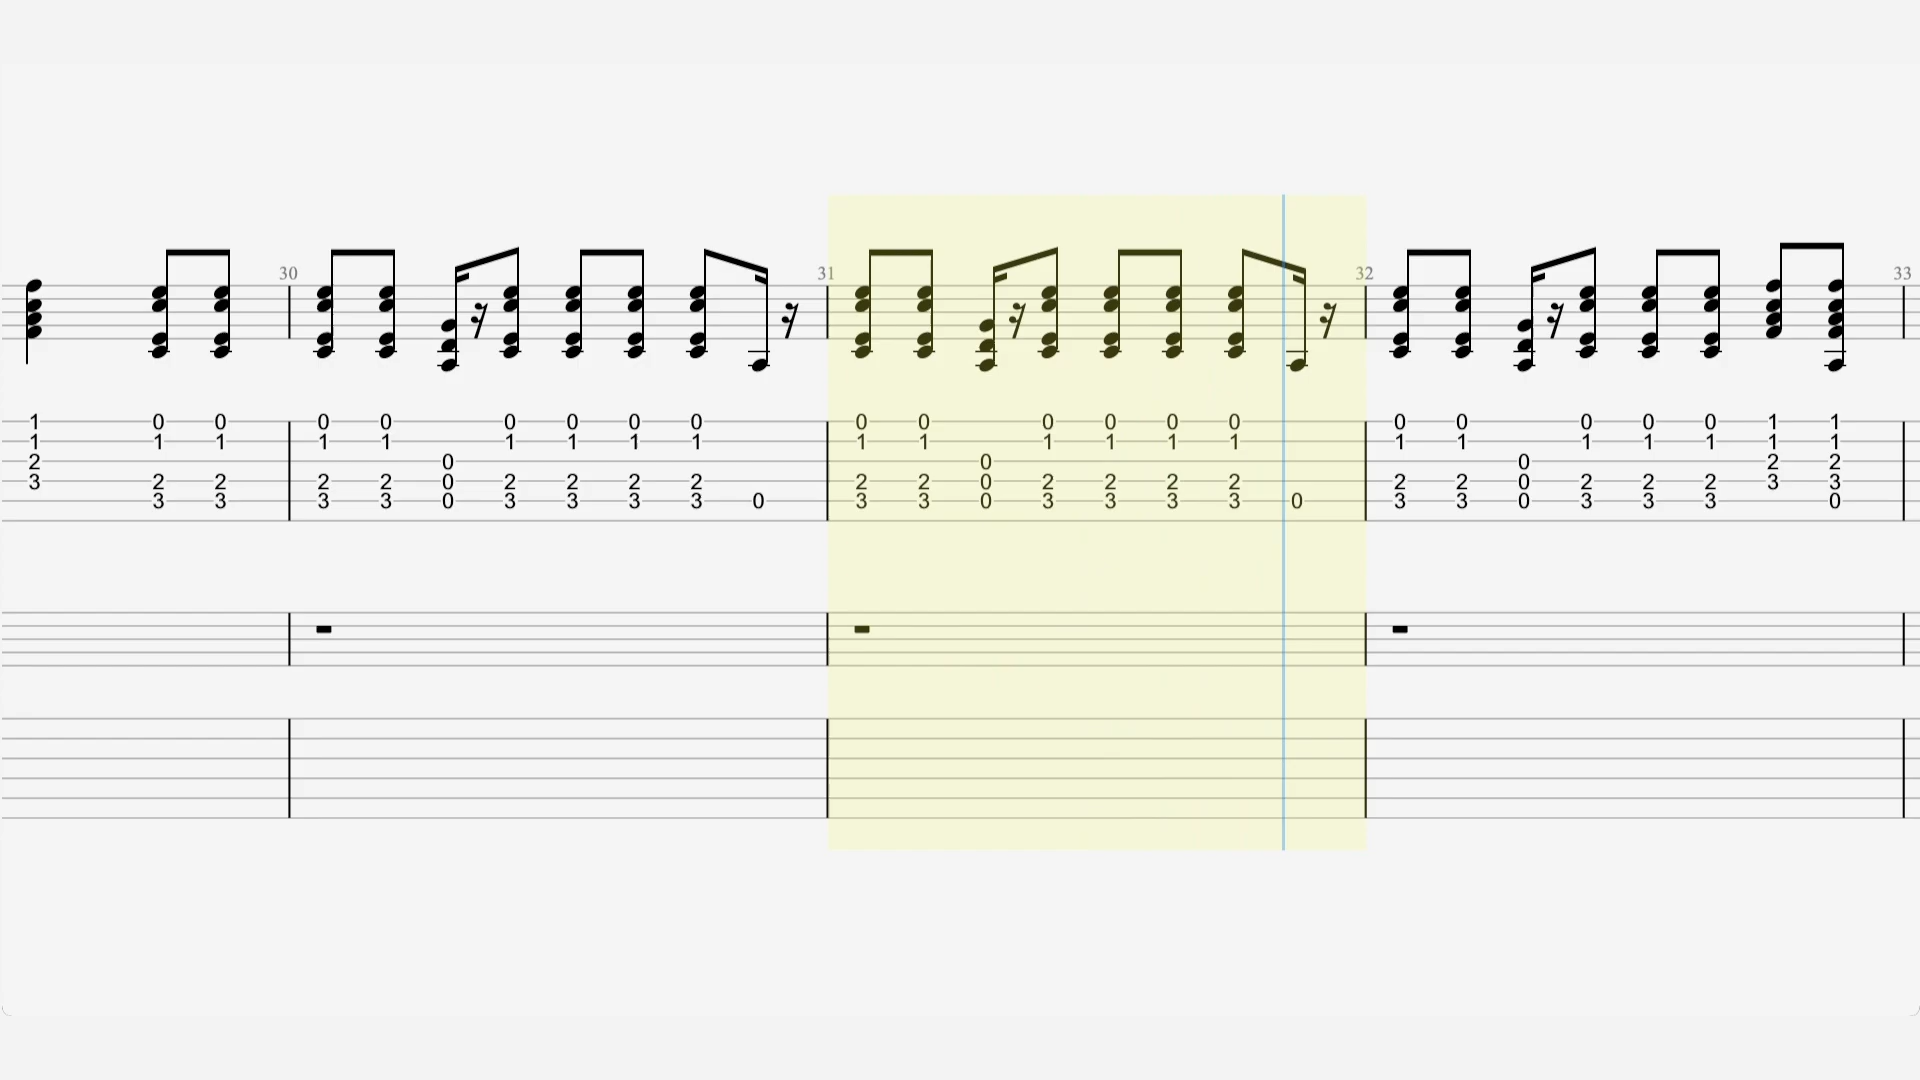 30 31 32 33
1 0 0 0 0 0 0 0 0 0 0 0 0 0 0 0 0 0 0 0 1 1
1 1 1 1 1 1 1 1 1 1 1 1 1 1 1 1 1 1 1 1 1 1
2 0 0 0 2 2
3 2 2 2 2 0 2 2 2 2 2 2 0 2 2 2 2 2 2 0 2 2 2 3 3
3 3 3 3 0 3 3 3 3 0 3 3 0 3 3 3 3 0 3 3 0 3 3 3 0